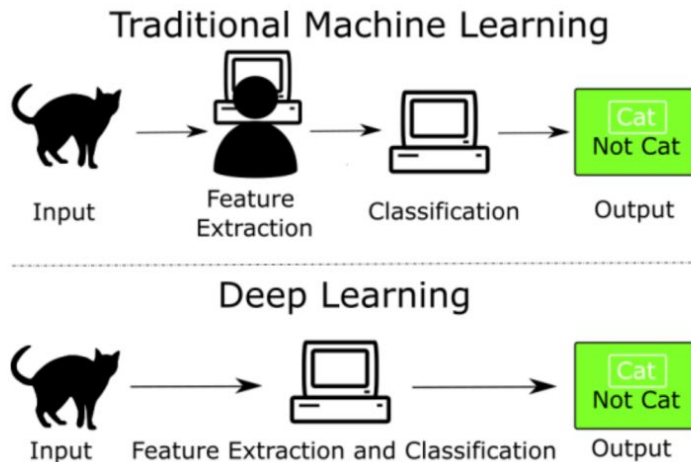 Traditional Machine Learning
Cat
Not Cat
Input
Feature
Extraction
Classification
Output
Deep Learning
Cat
Not Cat
Input
Feature Extraction and Classification
Output